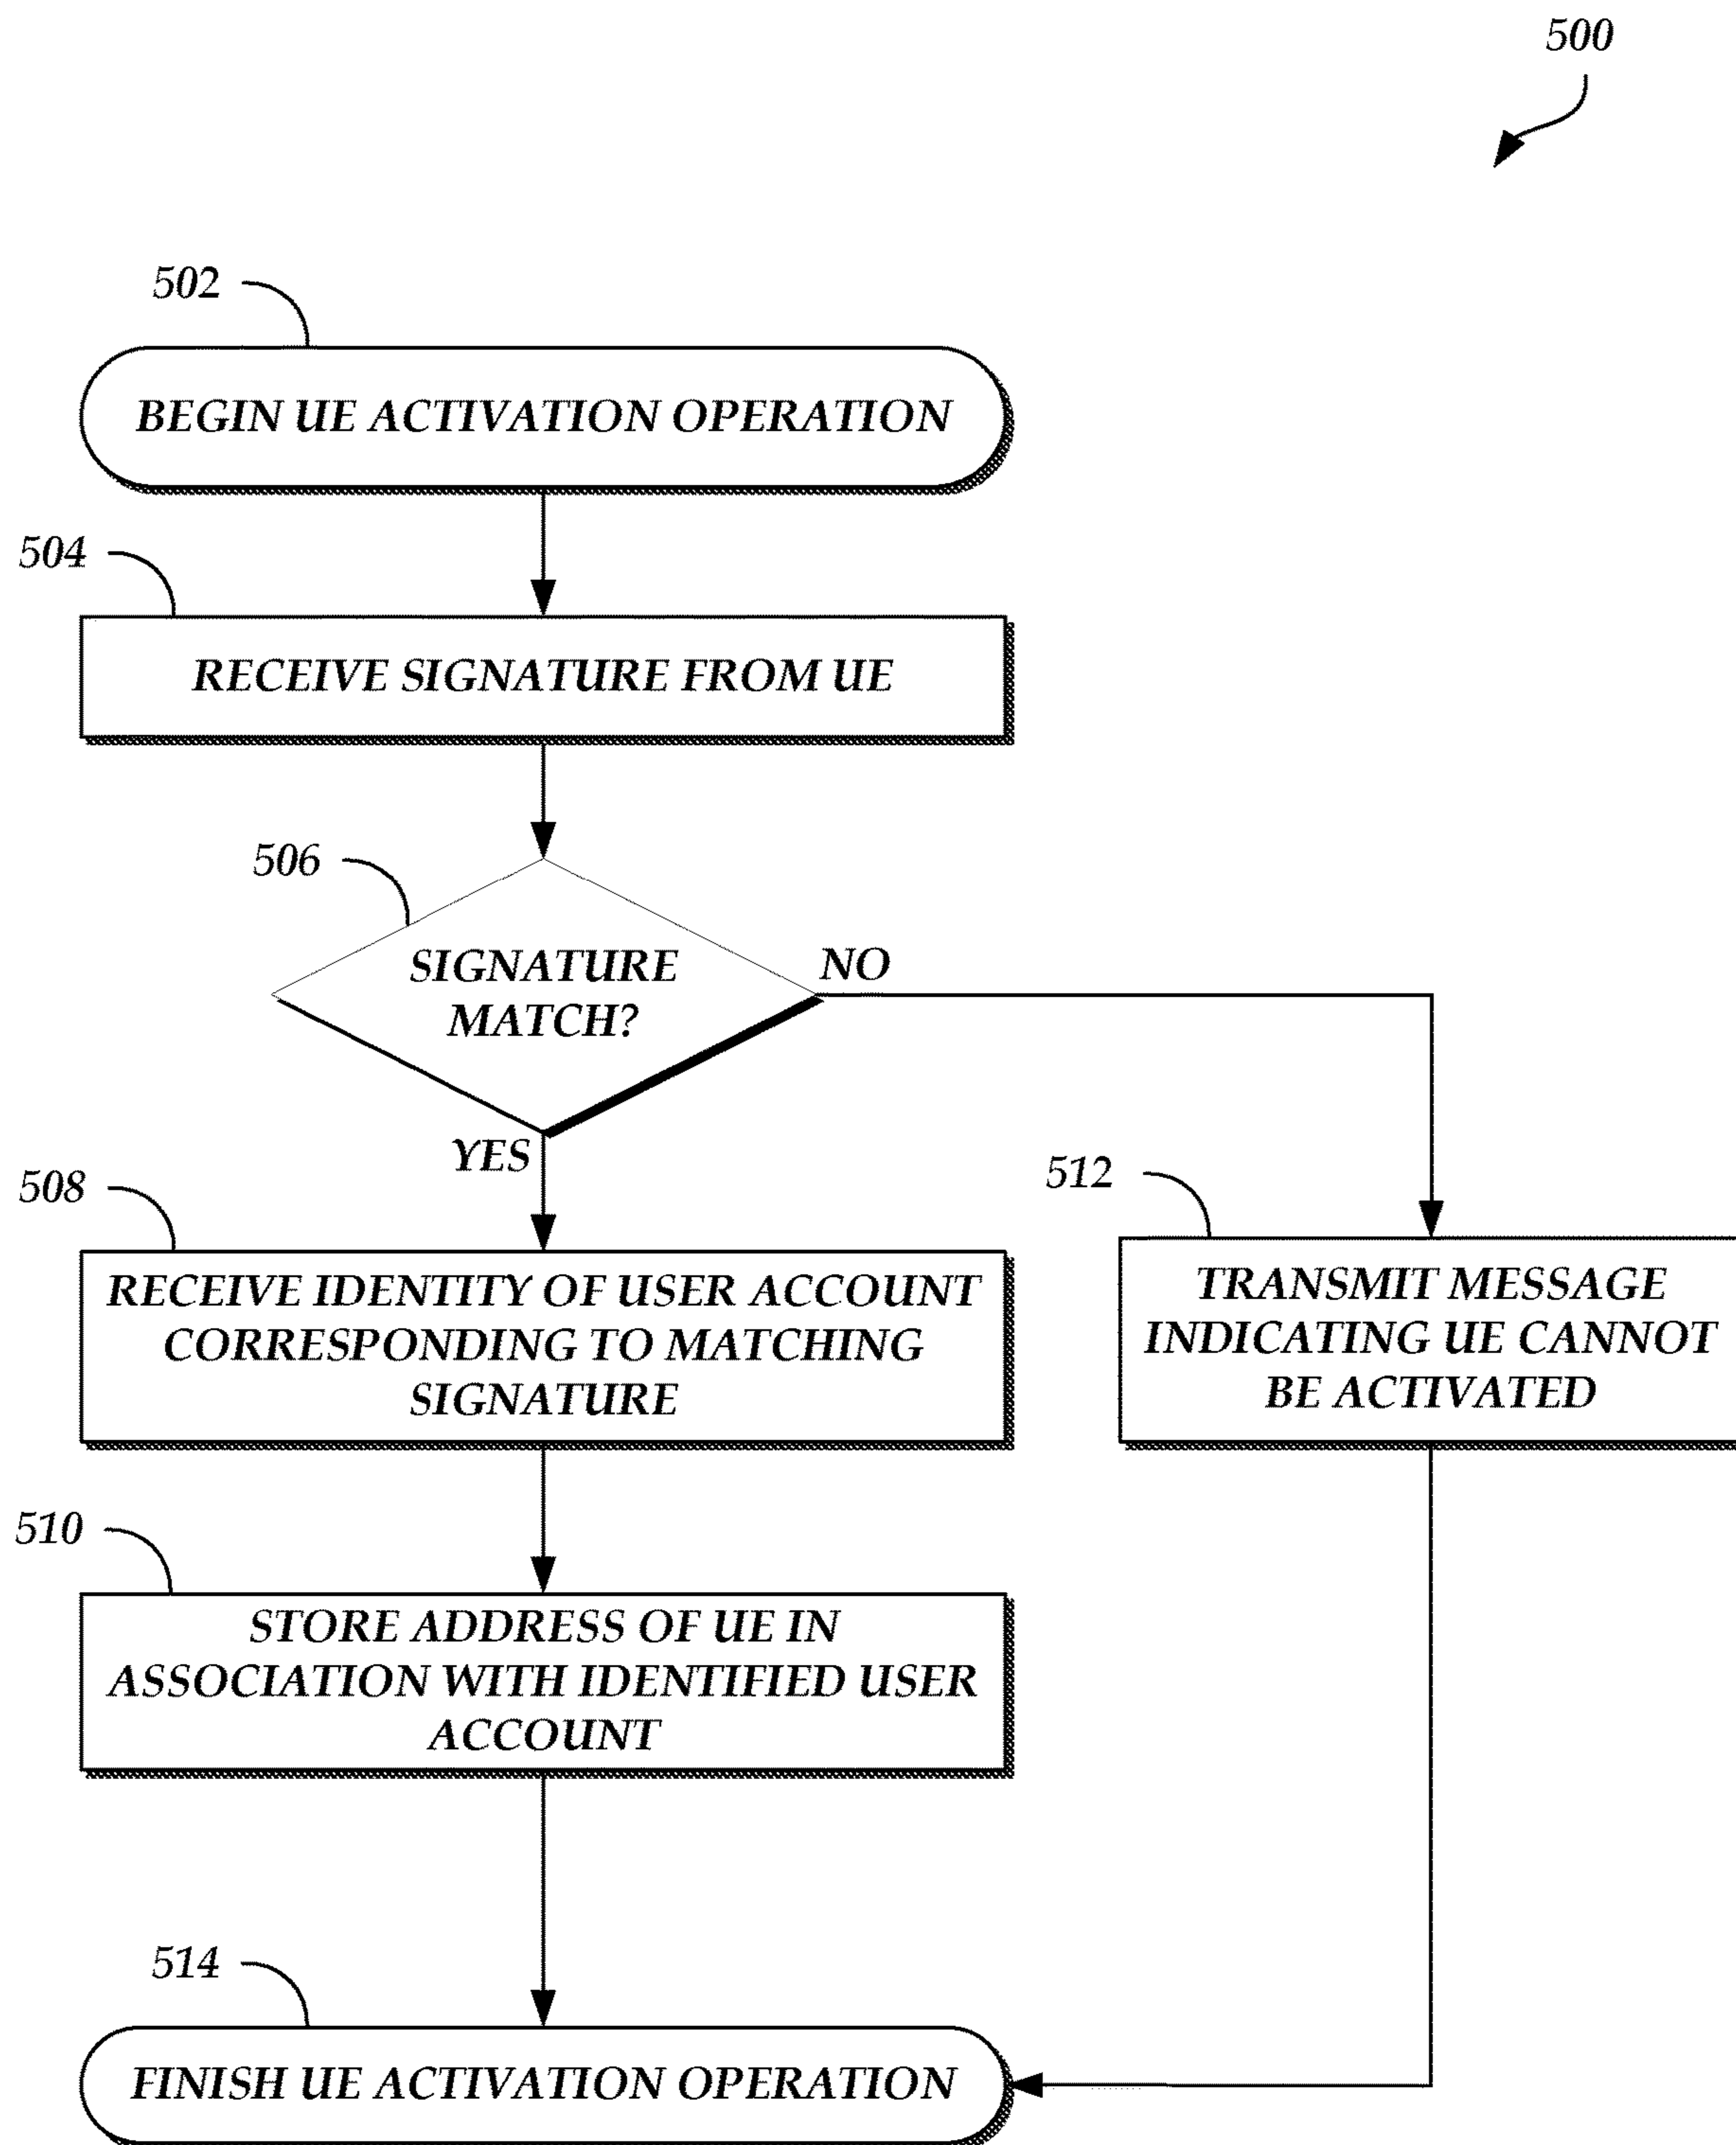 500
502
BEGIN UE ACTIVATION OPERATION
504
RECEIVE SIGNATURE FROM UE
506
SIGNATURE
MATCH?
NO
YES
508
RECEIVE IDENTITY OF USER ACCOUNT
CORRESPONDING TO MATCHING
SIGNATURE
512
TRANSMIT MESSAGE
INDICATING UE CANNOT
BE ACTIVATED
510
STORE ADDRESS OF UE IN
ASSOCIATION WITH IDENTIFIED USER
ACCOUNT
514
FINISH UE ACTIVATION OPERATION